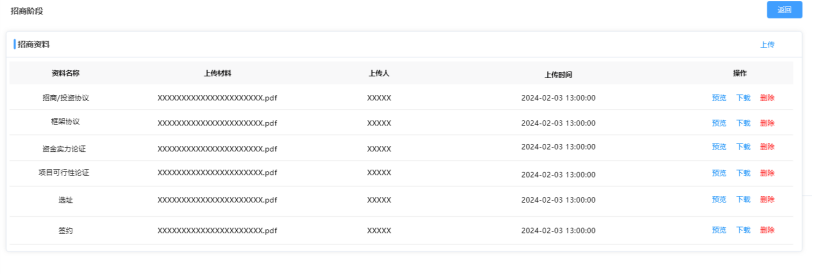 招商阶段
返回
招商资料 上传
资料名称 上传材料 上传人 上传时间 操作
招商/投资协议 XXXXXXXXXXXXXXXXXXXXXX.pdf XXXXX 2024-02-03 13:00:00 预览 下载 删除
框架协议 XXXXXXXXXXXXXXXXXXXXXX.pdf XXXXX 2024-02-03 13:00:00 预览 下载 删除
资金实力论证 XXXXXXXXXXXXXXXXXXXXXX.pdf XXXXX 2024-02-03 13:00:00 预览 下载 删除
项目可行性论证 XXXXXXXXXXXXXXXXXXXXXX.pdf XXXXX 2024-02-03 13:00:00 预览 下载 删除
选址 XXXXXXXXXXXXXXXXXXXXXX.pdf XXXXX 2024-02-03 13:00:00 预览 下载 删除
签约 XXXXXXXXXXXXXXXXXXXXXX.pdf XXXXX 2024-02-03 13:00:00 预览 下载 删除